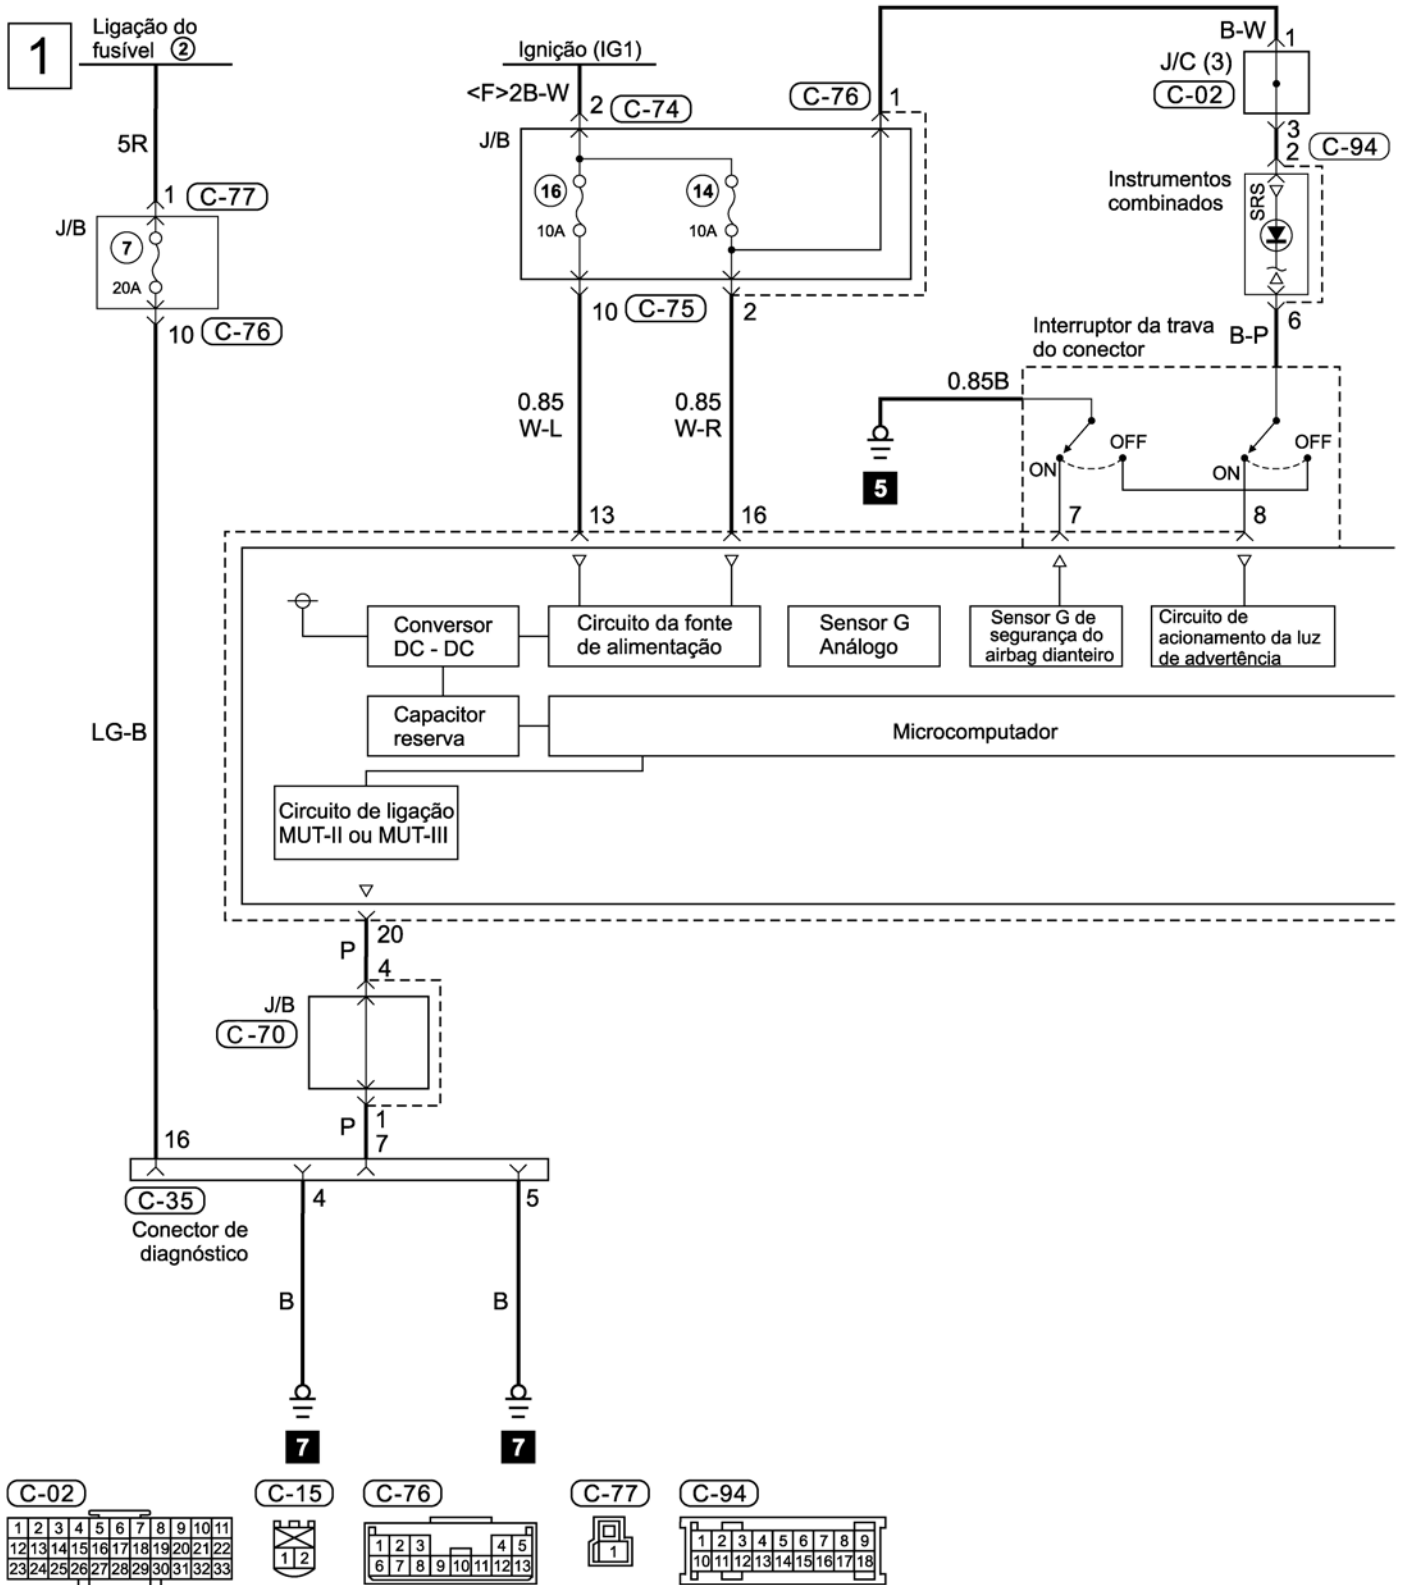 1
Ligação do
fusível 2
5R
1 C-77
J/B
7
20A
10 C-76
LG-B
Ignição (IG1)
<F>2B-W
2 C-74
J/B
16
10A
14
10A
C-76 1
10 C-75 2
0.85
W-L
0.85
W-R
13
16
B-W 1
J/C (3)
C-02
3
2 C-94
Instrumentos
combinados
SRS
6
B-P
Interruptor da trava
do conector
0.85B
5
ON
OFF
ON
OFF
7
8
Conversor
DC - DC
Circuito da fonte
de alimentação
Sensor G
Análogo
Sensor G de
segurança do
airbag dianteiro
Circuito de
acionamento da luz
de advertência
Capacitor
reserva
Microcomputador
Circuito de ligação
MUT-II ou MUT-III
20
P
4
J/B
C-70
1
P
7
16
C-35
Conector de
diagnóstico
4
5
B
B
7
7
C-02
1 2 3 4 5 6 7 8 9 10 11
12 13 14 15 16 17 18 19 20 21 22
23 24 25 26 27 28 29 30 31 32 33
C-15
1 2
C-76
1 2 3 4 5
6 7 8 9 10 11 12 13
C-77
1
C-94
1 2 3 4 5 6 7 8 9
10 11 12 13 14 15 16 17 18